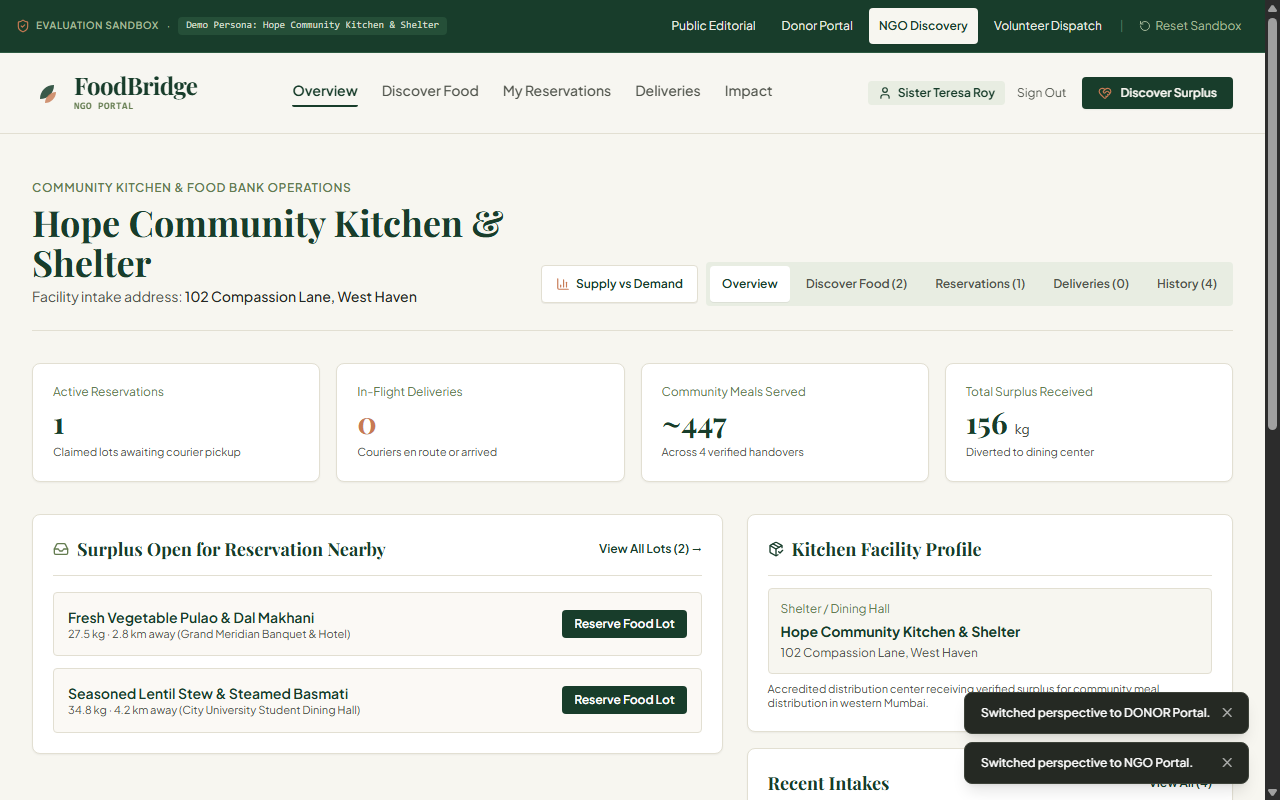 EVALUATION SANDBOX · Demo Persona: Hope Community Kitchen & Shelter
Public Editorial Donor Portal NGO Discovery Volunteer Dispatch | Reset Sandbox
FoodBridge
NGO PORTAL
Overview Discover Food My Reservations Deliveries Impact
Sister Teresa Roy Sign Out Discover Surplus
COMMUNITY KITCHEN & FOOD BANK OPERATIONS
Hope Community Kitchen &
Shelter
Facility intake address: 102 Compassion Lane, West Haven
Supply vs Demand Overview Discover Food (2) Reservations (1) Deliveries (0) History (4)
Active Reservations
1
Claimed lots awaiting courier pickup
In-Flight Deliveries
0
Couriers en route or arrived
Community Meals Served
~447
Across 4 verified handovers
Total Surplus Received
156 kg
Diverted to dining center
Surplus Open for Reservation Nearby
View All Lots (2) →
Fresh Vegetable Pulao & Dal Makhani
27.5 kg · 2.8 km away (Grand Meridian Banquet & Hotel)
Reserve Food Lot
Seasoned Lentil Stew & Steamed Basmati
34.8 kg · 4.2 km away (City University Student Dining Hall)
Reserve Food Lot
Kitchen Facility Profile
Shelter / Dining Hall
Hope Community Kitchen & Shelter
102 Compassion Lane, West Haven
Accredited distribution center receiving verified surplus for community meal
distribution in western Mumbai.
Recent Intakes
View All (4)
Switched perspective to DONOR Portal.
Switched perspective to NGO Portal.